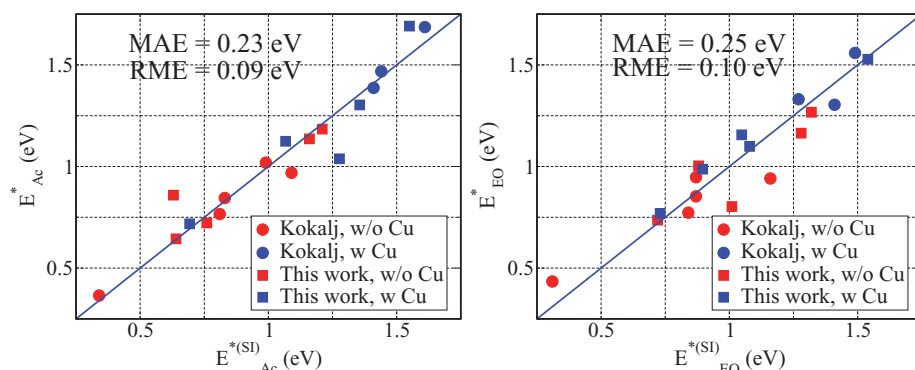 MAE = 0.23 eV
RME = 0.09 eV
1.5
1
0.5
E*Ac (eV)
Kokalj, w/o Cu
Kokalj, w Cu
This work, w/o Cu
This work, w Cu
0.5 1 1.5
E*(SI)Ac (eV)
MAE = 0.25 eV
RME = 0.10 eV
1.5
1
0.5
E*EO (eV)
Kokalj, w/o Cu
Kokalj, w Cu
This work, w/o Cu
This work, w Cu
0.5 1 1.5
E*(SI)EO (eV)